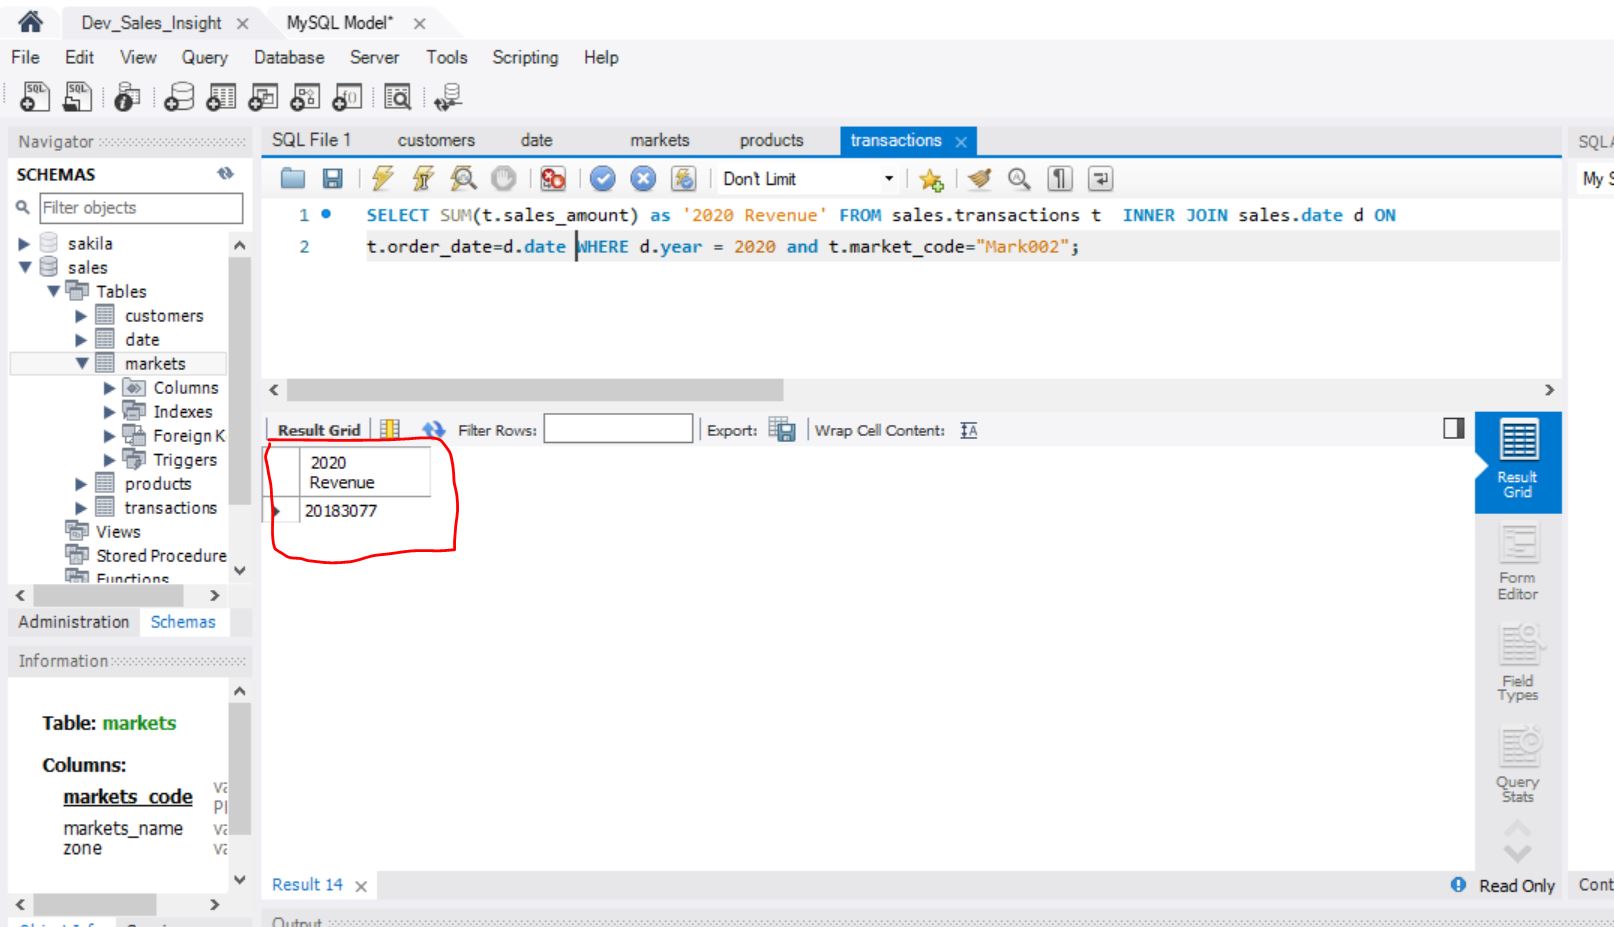 Dev_Sales_Insight
MySQL Model*
File Edit View Query Database Server Tools Scripting Help
Navigator
SCHEMAS
Filter objects
sakila
sales
Tables
customers
date
markets
Columns
Indexes
Foreign K
Triggers
products
transactions
Views
Stored Procedure
Functions
Administration Schemas
Information
Table: markets
Columns:
markets_code va
PI
markets_name va
zone va
SQL File 1 customers date markets products transactions
Don't Limit
1 SELECT SUM(t.sales_amount) as '2020 Revenue' FROM sales.transactions t INNER JOIN sales.date d ON
2 t.order_date=d.date WHERE d.year = 2020 and t.market_code="Mark002";
Result Grid Filter Rows: Export: Wrap Cell Content:
2020
Revenue
20183077
Result
Grid
Form
Editor
Field
Types
Query
Stats
Result 14
Read Only
Output
SQLA
My S
Cont